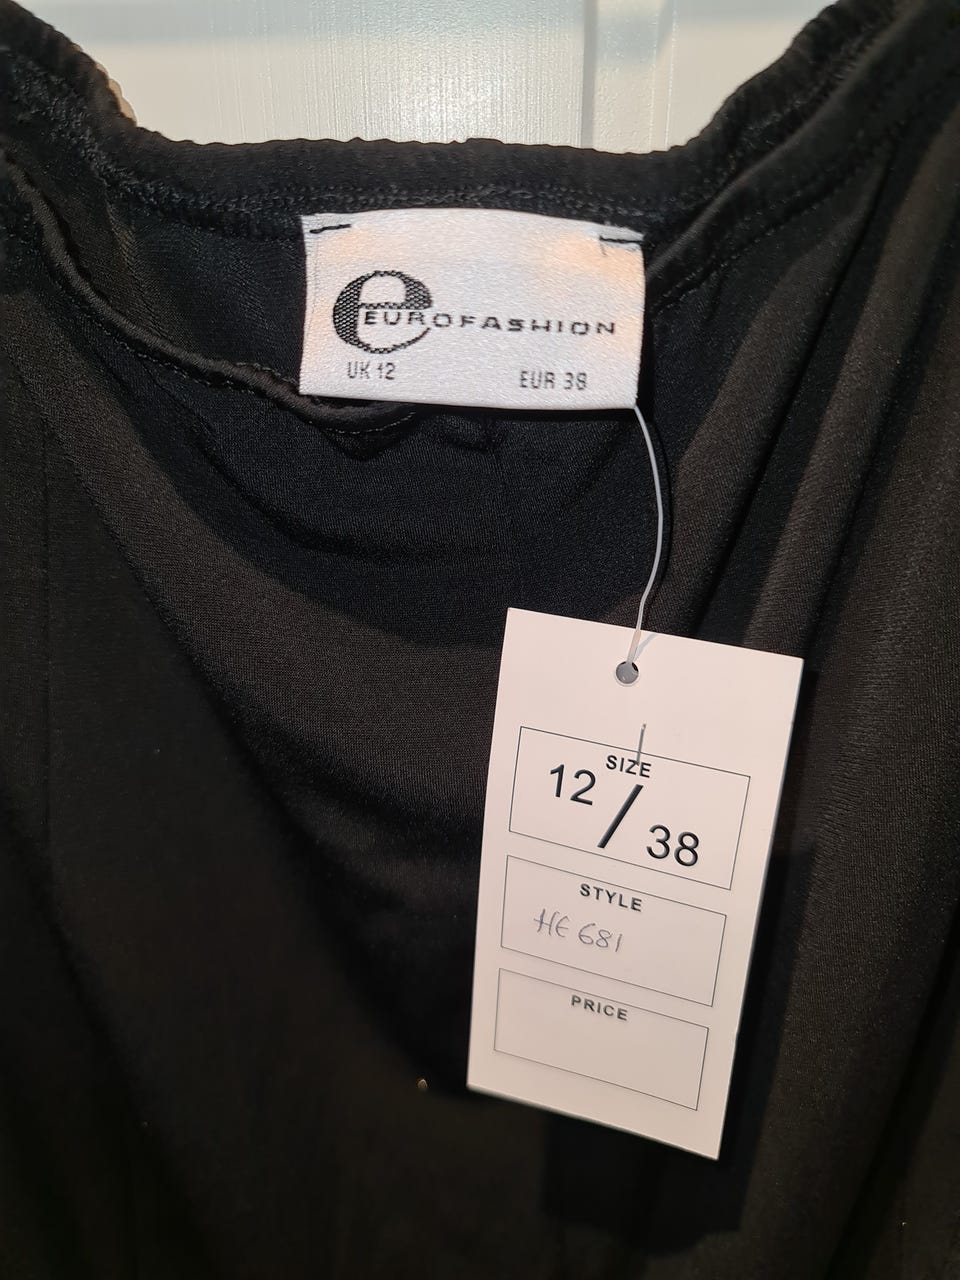 e EUROFASHION
UK 12 EUR 38
SIZE
12 / 38
STYLE
HE 681
PRICE